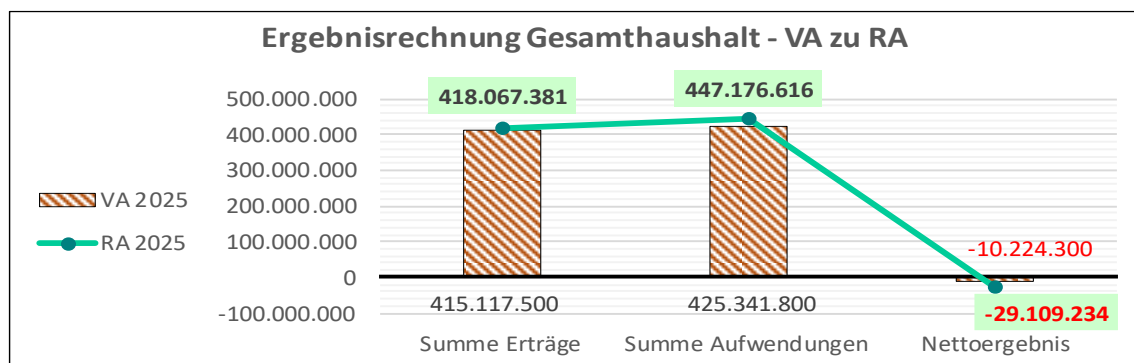 Ergebnisrechnung Gesamthaushalt - VA zu RA
418.067.381
447.176.616
500.000.000
400.000.000
300.000.000
200.000.000
100.000.000
0
-100.000.000
VA 2025
RA 2025
-10.224.300
415.117.500
425.341.800
-29.109.234
Summe Erträge
Summe Aufwendungen
Nettoergebnis